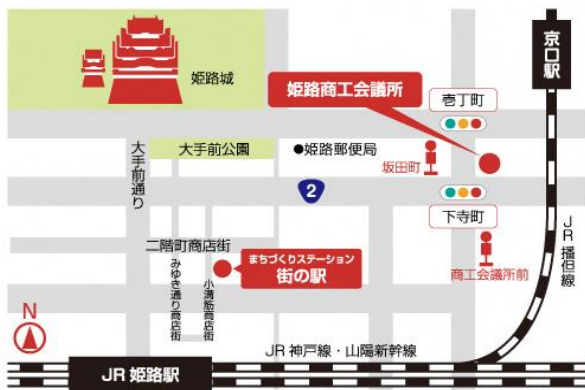 京口駅
姫路城
姫路商工会議所
壱丁町
大手前通り
大手前公園
●姫路郵便局
坂田町
2
下寺町
JR播但線
二階町商店街
まちづくりステーション
街の駅
みゆき通り商店街
小溝筋商店街
商工会議所前
N
JR神戸線・山陽新幹線
JR 姫路駅